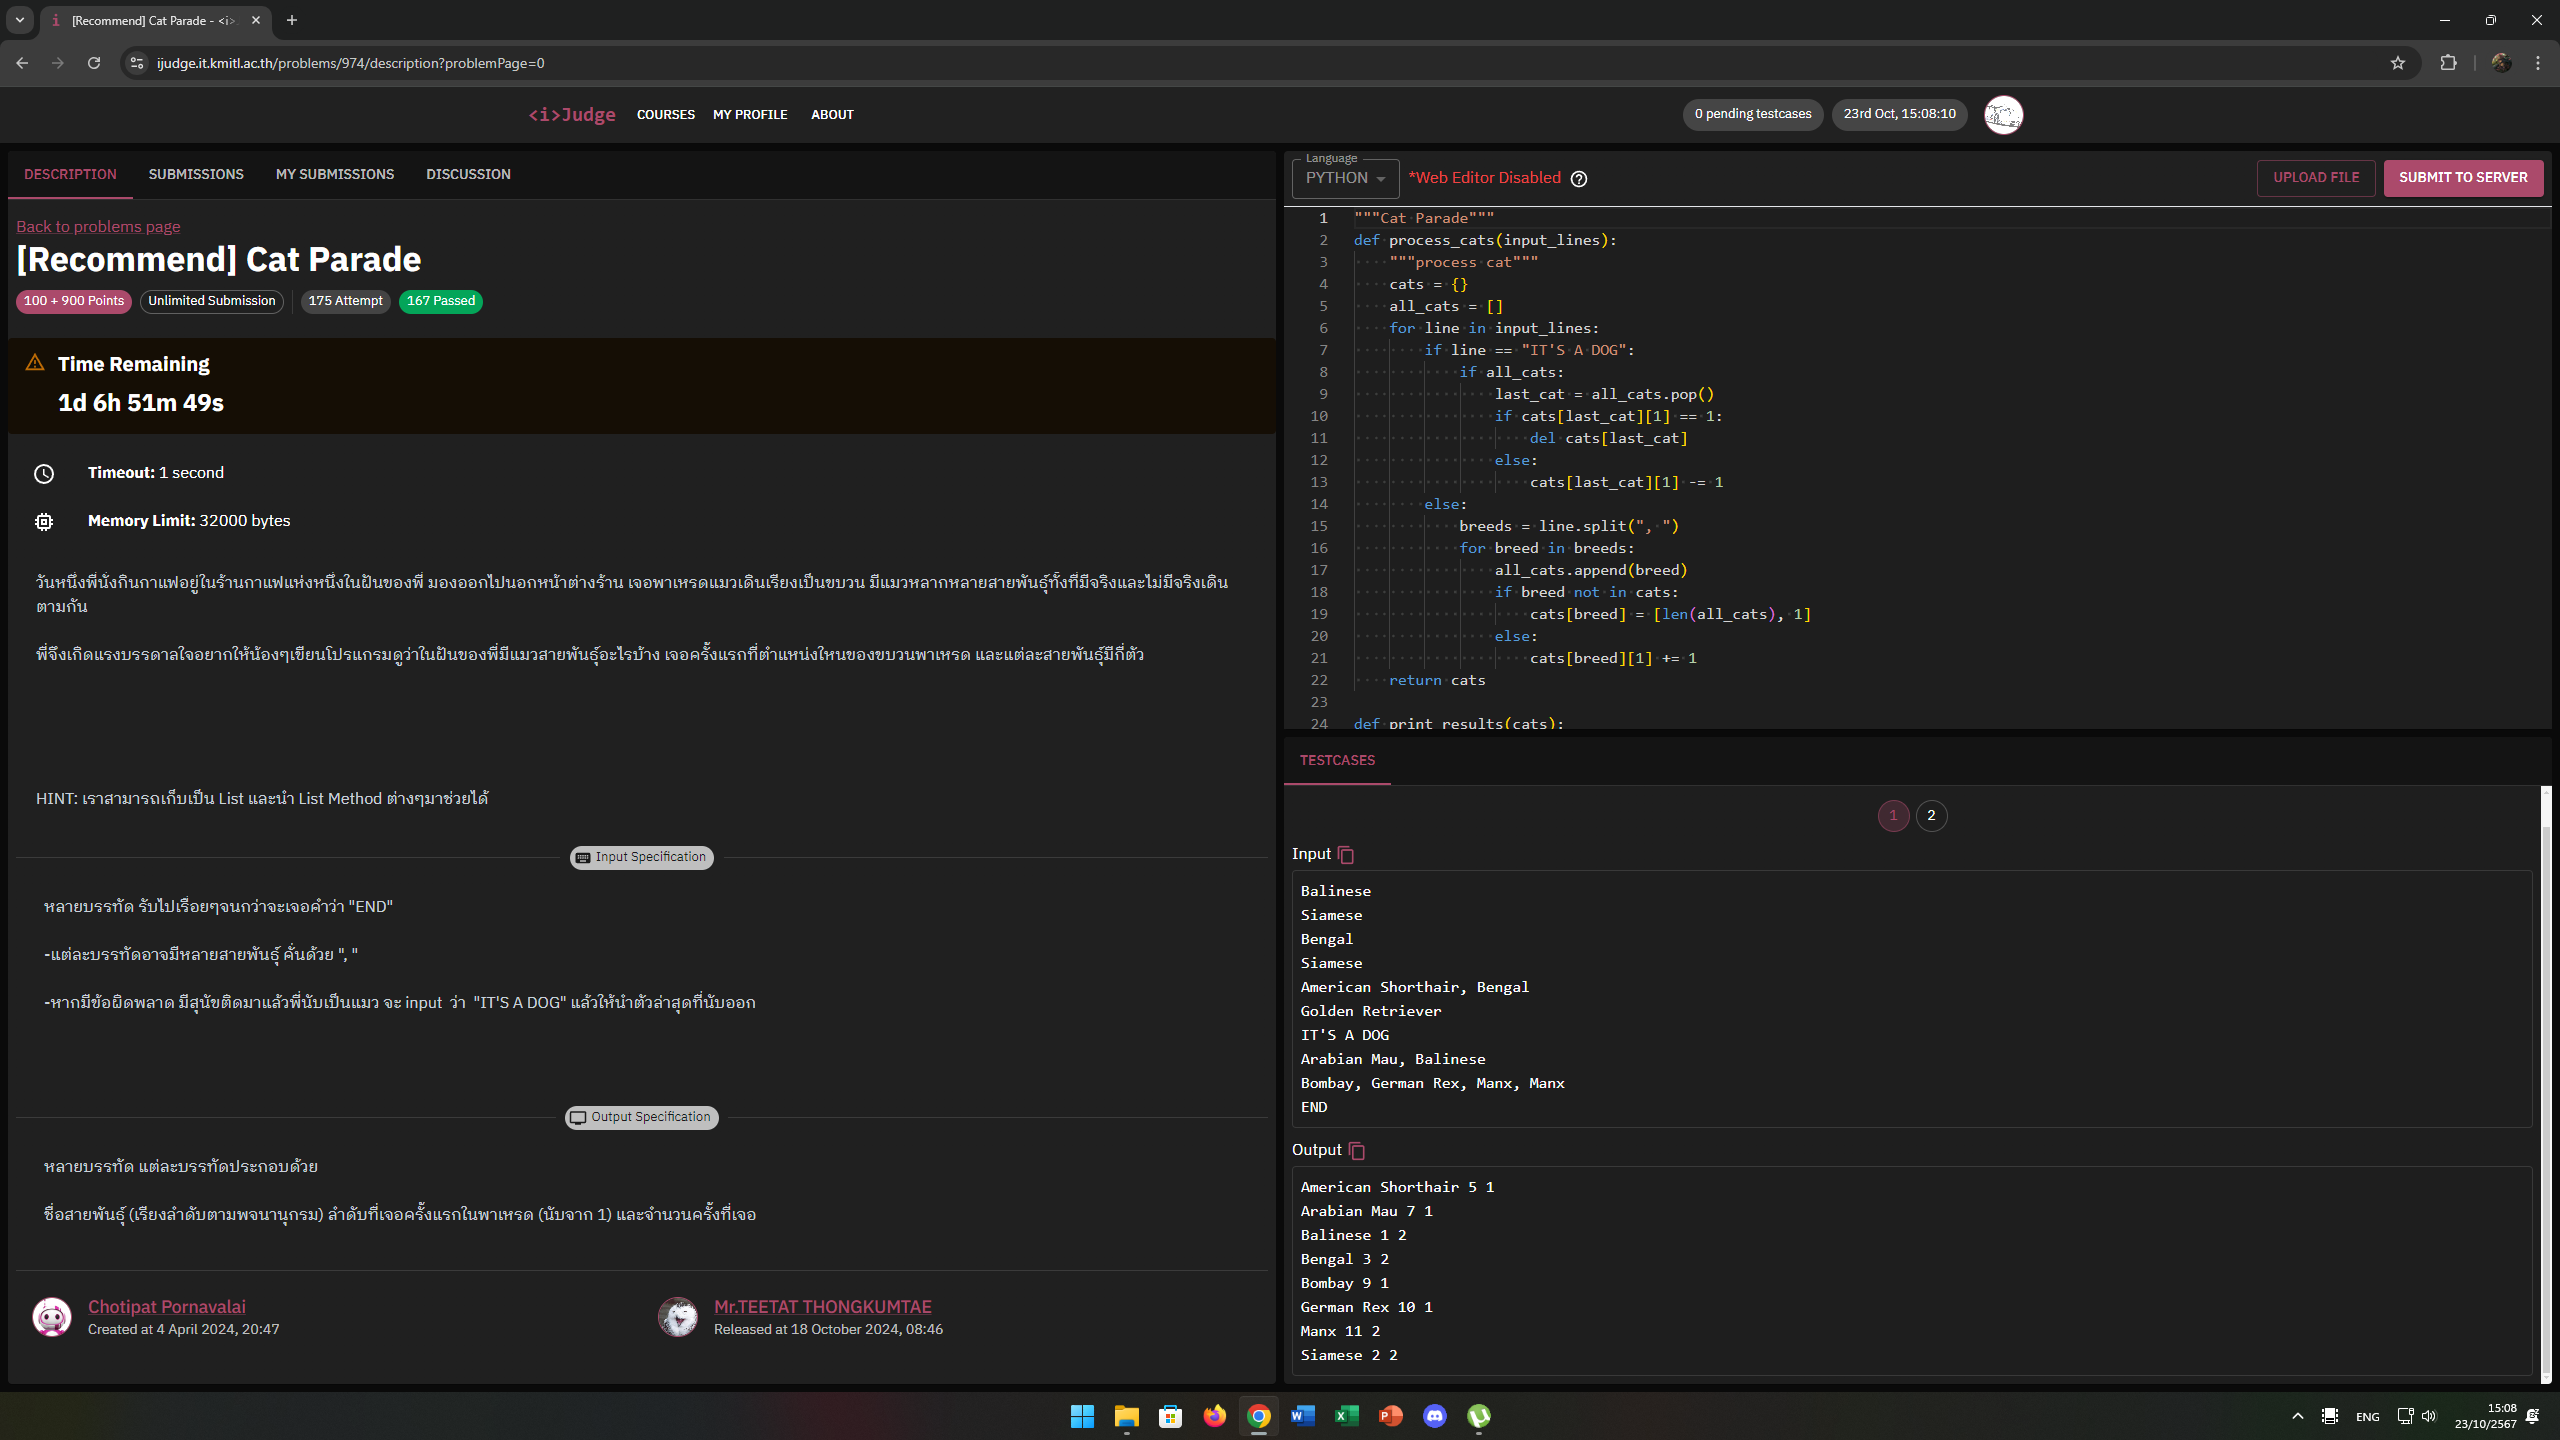 [Recommend] Cat Parade - <i>
ijudge.it.kmitl.ac.th/problems/974/description?problemPage=0
<i>Judge
COURSES
MY PROFILE
ABOUT
0 pending testcases
23rd Oct, 15:08:10
DESCRIPTION
SUBMISSIONS
MY SUBMISSIONS
DISCUSSION
Back to problems page
[Recommend] Cat Parade
100 + 900 Points
Unlimited Submission
175 Attempt
167 Passed
Time Remaining
1d 6h 51m 49s
Timeout: 1 second
Memory Limit: 32000 bytes
วันหนึ่งพี่นั่งกินกาแฟอยู่ในร้านกาแฟแห่งหนึ่งในฝันของพี่ มองออกไปนอกหน้าต่างร้าน เจอพาเหรดแมวเดินเรียงเป็นขบวน มีแมวหลากหลายสายพันธุ์ทั้งที่มีจริงและไม่มีจริงเดิน
ตามกัน
พี่จึงเกิดแรงบรรดาลใจอยากให้น้องๆเขียนโปรแกรมดูว่าในฝันของพี่มีแมวสายพันธุ์อะไรบ้าง เจอครั้งแรกที่ตำแหน่งใหนของขบวนพาเหรด และแต่ละสายพันธุ์มีกี่ตัว
HINT: เราสามารถเก็บเป็น List และนำ List Method ต่างๆมาช่วยได้
Input Specification
หลายบรรทัด รับไปเรื่อยๆจนกว่าจะเจอคำว่า "END"
-แต่ละบรรทัดอาจมีหลายสายพันธุ์ คั่นด้วย ", "
-หากมีข้อผิดพลาด มีสุนัขติดมาแล้วพี่นับเป็นแมว จะ input ว่า "IT'S A DOG" แล้วให้นำตัวล่าสุดที่นับออก
Output Specification
หลายบรรทัด แต่ละบรรทัดประกอบด้วย
ชื่อสายพันธุ์ (เรียงลำดับตามพจนานุกรม) ลำดับที่เจอครั้งแรกในพาเหรด (นับจาก 1) และจำนวนครั้งที่เจอ
Chotipat Pornavalai
Created at 4 April 2024, 20:47
Mr.TEETAT THONGKUMTAE
Released at 18 October 2024, 08:46
Language
PYTHON
*Web Editor Disabled
UPLOAD FILE
SUBMIT TO SERVER
1 """Cat Parade"""
2 def process_cats(input_lines):
3     """process cat"""
4     cats = {}
5     all_cats = []
6     for line in input_lines:
7         if line == "IT'S A DOG":
8             if all_cats:
9                 last_cat = all_cats.pop()
10                 if cats[last_cat][1] == 1:
11                     del cats[last_cat]
12                 else:
13                     cats[last_cat][1] -= 1
14         else:
15             breeds = line.split(", ")
16             for breed in breeds:
17                 all_cats.append(breed)
18                 if breed not in cats:
19                     cats[breed] = [len(all_cats), 1]
20                 else:
21                     cats[breed][1] += 1
22     return cats
23
24 def print_results(cats):
TESTCASES
1
2
Input
Balinese
Siamese
Bengal
Siamese
American Shorthair, Bengal
Golden Retriever
IT'S A DOG
Arabian Mau, Balinese
Bombay, German Rex, Manx, Manx
END
Output
American Shorthair 5 1
Arabian Mau 7 1
Balinese 1 2
Bengal 3 2
Bombay 9 1
German Rex 10 1
Manx 11 2
Siamese 2 2
ENG
15:08
23/10/2567